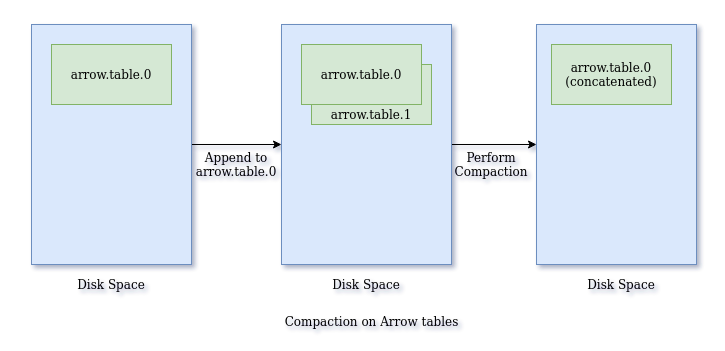 arrow.table.0
arrow.table.0
arrow.table.1
arrow.table.0
(concatenated)
Append to
arrow.table.0
Perform
Compaction
Disk Space
Disk Space
Disk Space
Compaction on Arrow tables